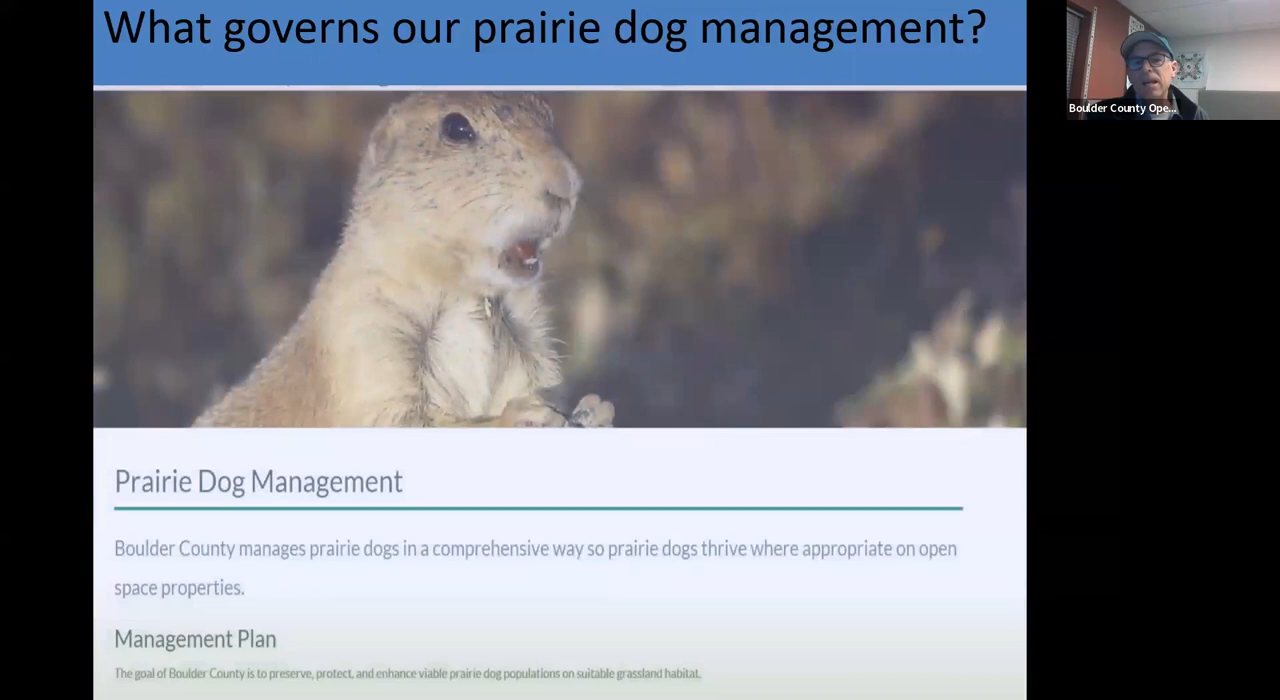 What governs our prairie dog management?
Boulder County Ope...
Prairie Dog Management
Boulder County manages prairie dogs in a comprehensive way so prairie dogs thrive where appropriate on open
space properties.
Management Plan
The goal of Boulder County is to preserve, protect, and enhance viable prairie dog populations on suitable grassland habitat.